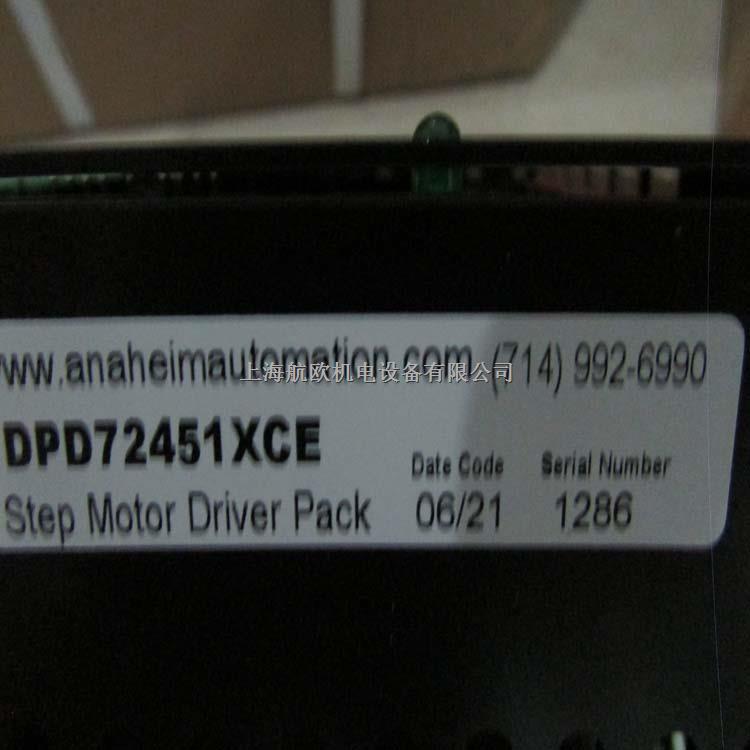 ww.anaheimautomation.com (714) 992-6990
上海航欧机电设备有限公司
DPD72451XCE
Date Code Serial Number
Step Motor Driver Pack 06/21 1286